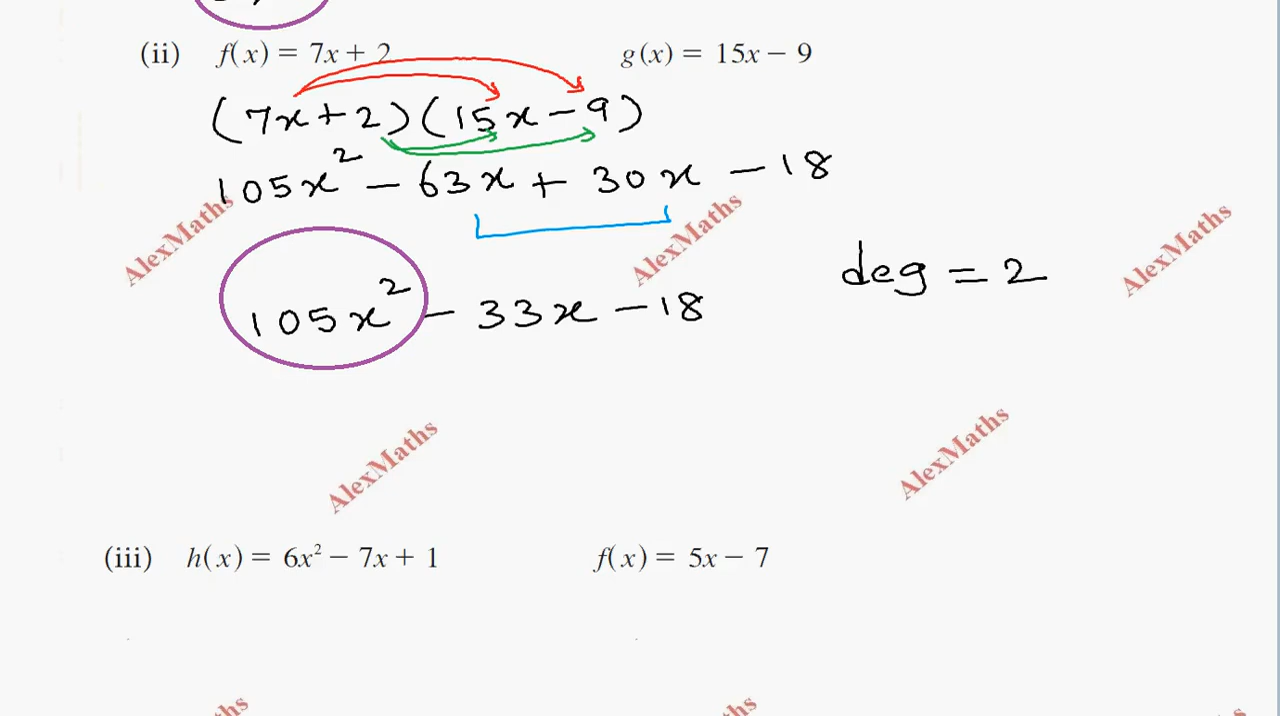 (ii) f(x) = 7x + 2 g(x) = 15x − 9
(7x + 2)(15x − 9)
105x² − 63x + 30x − 18
AlexMaths AlexMaths AlexMaths
105x² − 33x − 18 deg = 2
AlexMaths AlexMaths
(iii) h(x) = 6x² − 7x + 1 f(x) = 5x − 7